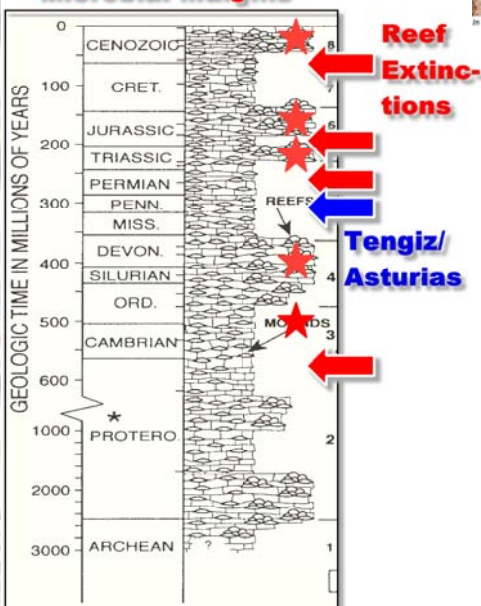 Microbial Margins
GEOLOGIC TIME IN MILLIONS OF YEARS
0
CENOZOIC
8
Reef
Extinc-
tions
100
CRET.
7
JURASSIC
200
TRIASSIC
PERMIAN
300
PENN.
REEFS
MISS.
Tengiz/
Asturias
DEVON.
400
SILURIAN
4
ORD.
500
MOUNDS
3
CAMBRIAN
600
*
1000
PROTERO.
2
2000
3000
ARCHEAN
?
1